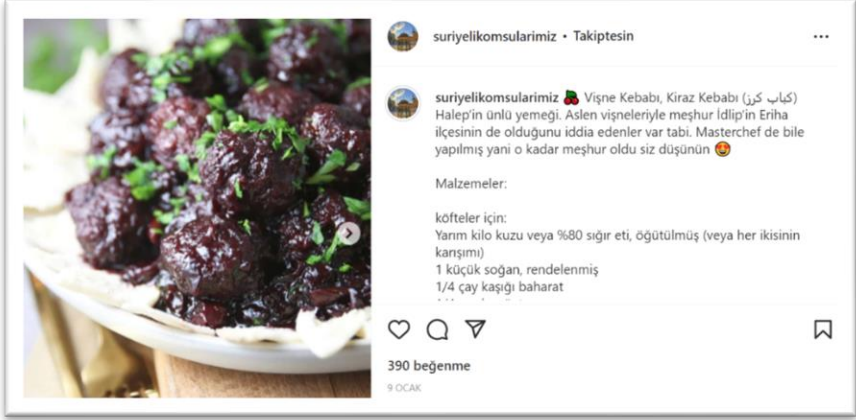 suriyelikomsularimiz • Takiptesin
suriyelikomsularimiz 🍒 Vişne Kebabı, Kiraz Kebabı (كباب كرز)
Halep'in ünlü yemeği. Aslen vişneleriyle meşhur İdlip'in Eriha
ilçesinin de olduğunu iddia edenler var tabi. Masterchef de bile
yapılmış yani o kadar meşhur oldu siz düşünün 😍
Malzemeler:
köfteler için:
Yarım kilo kuzu veya %80 sığır eti, öğütülmüş (veya her ikisinin
karışımı)
1 küçük soğan, rendelenmiş
1/4 çay kaşığı baharat
390 beğenme
9 OCAK